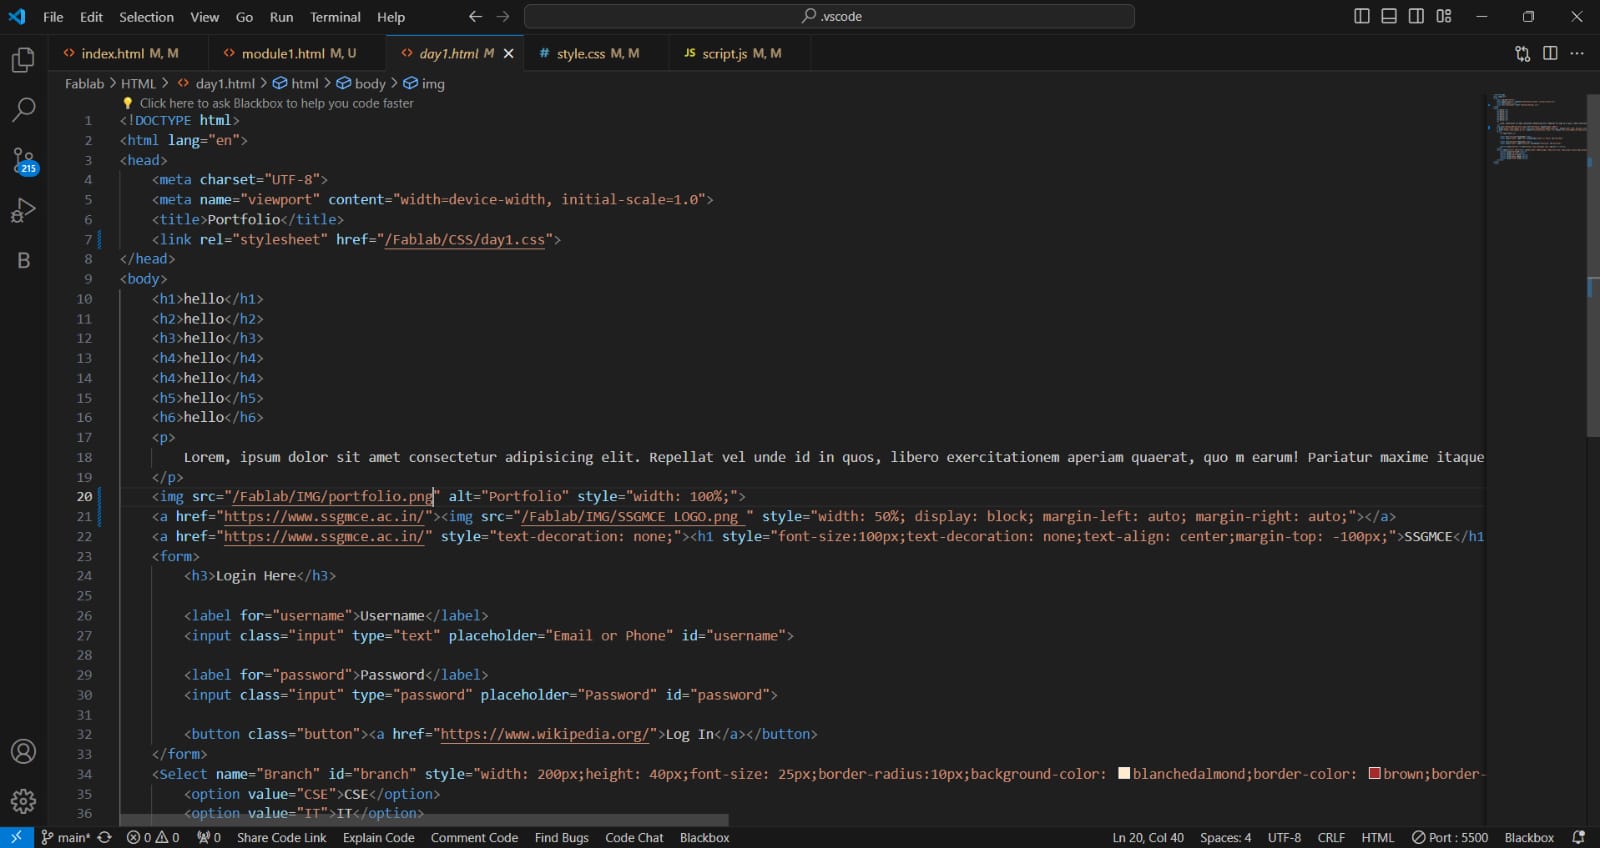 File Edit Selection View Go Run Terminal Help .vscode
index.html M, M module1.html M, U day1.html M style.css M, M JS script.js M, M
Fablab > HTML > day1.html > html > body > img
Click here to ask Blackbox to help you code faster
1 <!DOCTYPE html>
2 <html lang="en">
3 <head>
4 <meta charset="UTF-8">
5 <meta name="viewport" content="width=device-width, initial-scale=1.0">
6 <title>Portfolio</title>
7 <link rel="stylesheet" href="/Fablab/CSS/day1.css">
8 </head>
9 <body>
10 <h1>hello</h1>
11 <h2>hello</h2>
12 <h3>hello</h3>
13 <h4>hello</h4>
14 <h4>hello</h4>
15 <h5>hello</h5>
16 <h6>hello</h6>
17 <p>
18 Lorem, ipsum dolor sit amet consectetur adipisicing elit. Repellat vel unde id in quos, libero exercitationem aperiam quaerat, quo m earum! Pariatur maxime itaque
19 </p>
20 <img src="/Fablab/IMG/portfolio.png" alt="Portfolio" style="width: 100%;">
21 <a href="https://www.ssgmce.ac.in/"><img src="/Fablab/IMG/SSGMCE LOGO.png " style="width: 50%; display: block; margin-left: auto; margin-right: auto;"></a>
22 <a href="https://www.ssgmce.ac.in/" style="text-decoration: none;"><h1 style="font-size:100px;text-decoration: none;text-align: center;margin-top: -100px;">SSGMCE</h1
23 <form>
24 <h3>Login Here</h3>
25
26 <label for="username">Username</label>
27 <input class="input" type="text" placeholder="Email or Phone" id="username">
28
29 <label for="password">Password</label>
30 <input class="input" type="password" placeholder="Password" id="password">
31
32 <button class="button"><a href="https://www.wikipedia.org/">Log In</a></button>
33 </form>
34 <Select name="Branch" id="branch" style="width: 200px;height: 40px;font-size: 25px;border-radius:10px;background-color: blanchedalmond;border-color: brown;border-
35 <option value="CSE">CSE</option>
36 <option value="IT">IT</option>
215
B
main* 0 0 0 Share Code Link Explain Code Comment Code Find Bugs Code Chat Blackbox Ln 20, Col 40 Spaces: 4 UTF-8 CRLF HTML Port : 5500 Blackbox